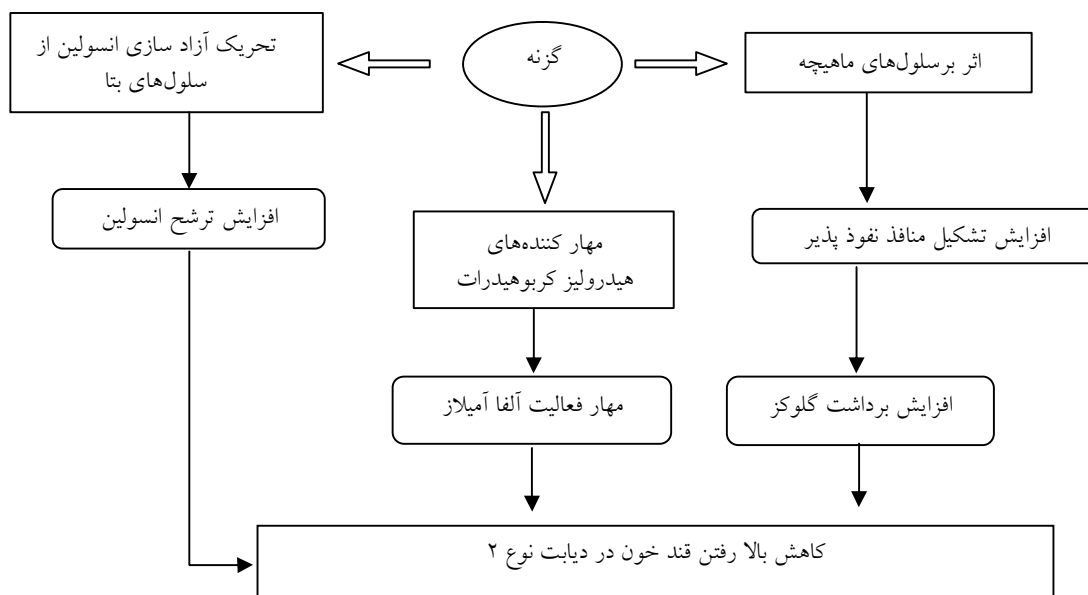 گزنه
اثر برسلول‌های ماهیچه
تحریک آزاد سازی انسولین از
سلول‌های بتا
افزایش ترشح انسولین
مهار کننده‌های
هیدرولیز کربوهیدرات
افزایش تشکیل منافذ نفوذ پذیر
مهار فعالیت آلفا آمیلاز
افزایش برداشت گلوکز
کاهش بالا رفتن قند خون در دیابت نوع ۲